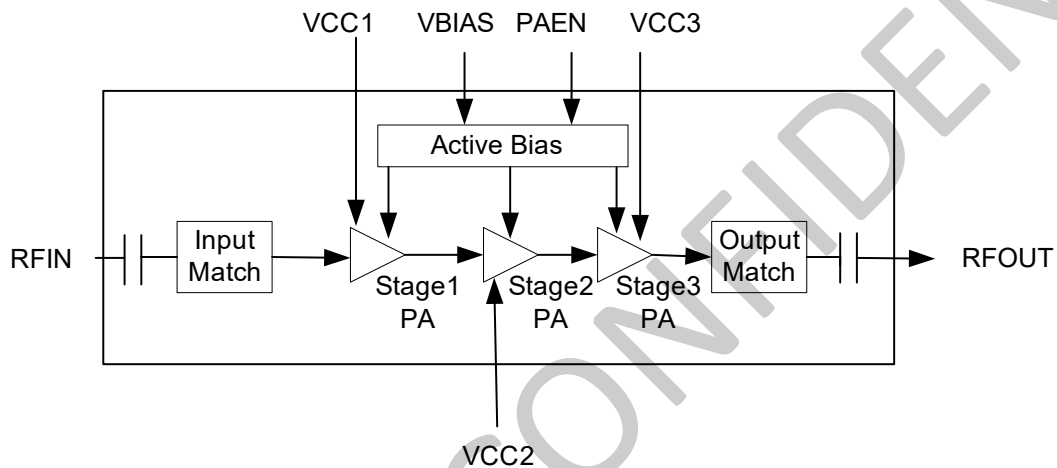 VCC1 VBIAS PAEN VCC3
Active Bias
RFIN
Input
Match
Stage1
PA
Stage2
PA
Stage3
PA
Output
Match
RFOUT
VCC2
CONFIDEN